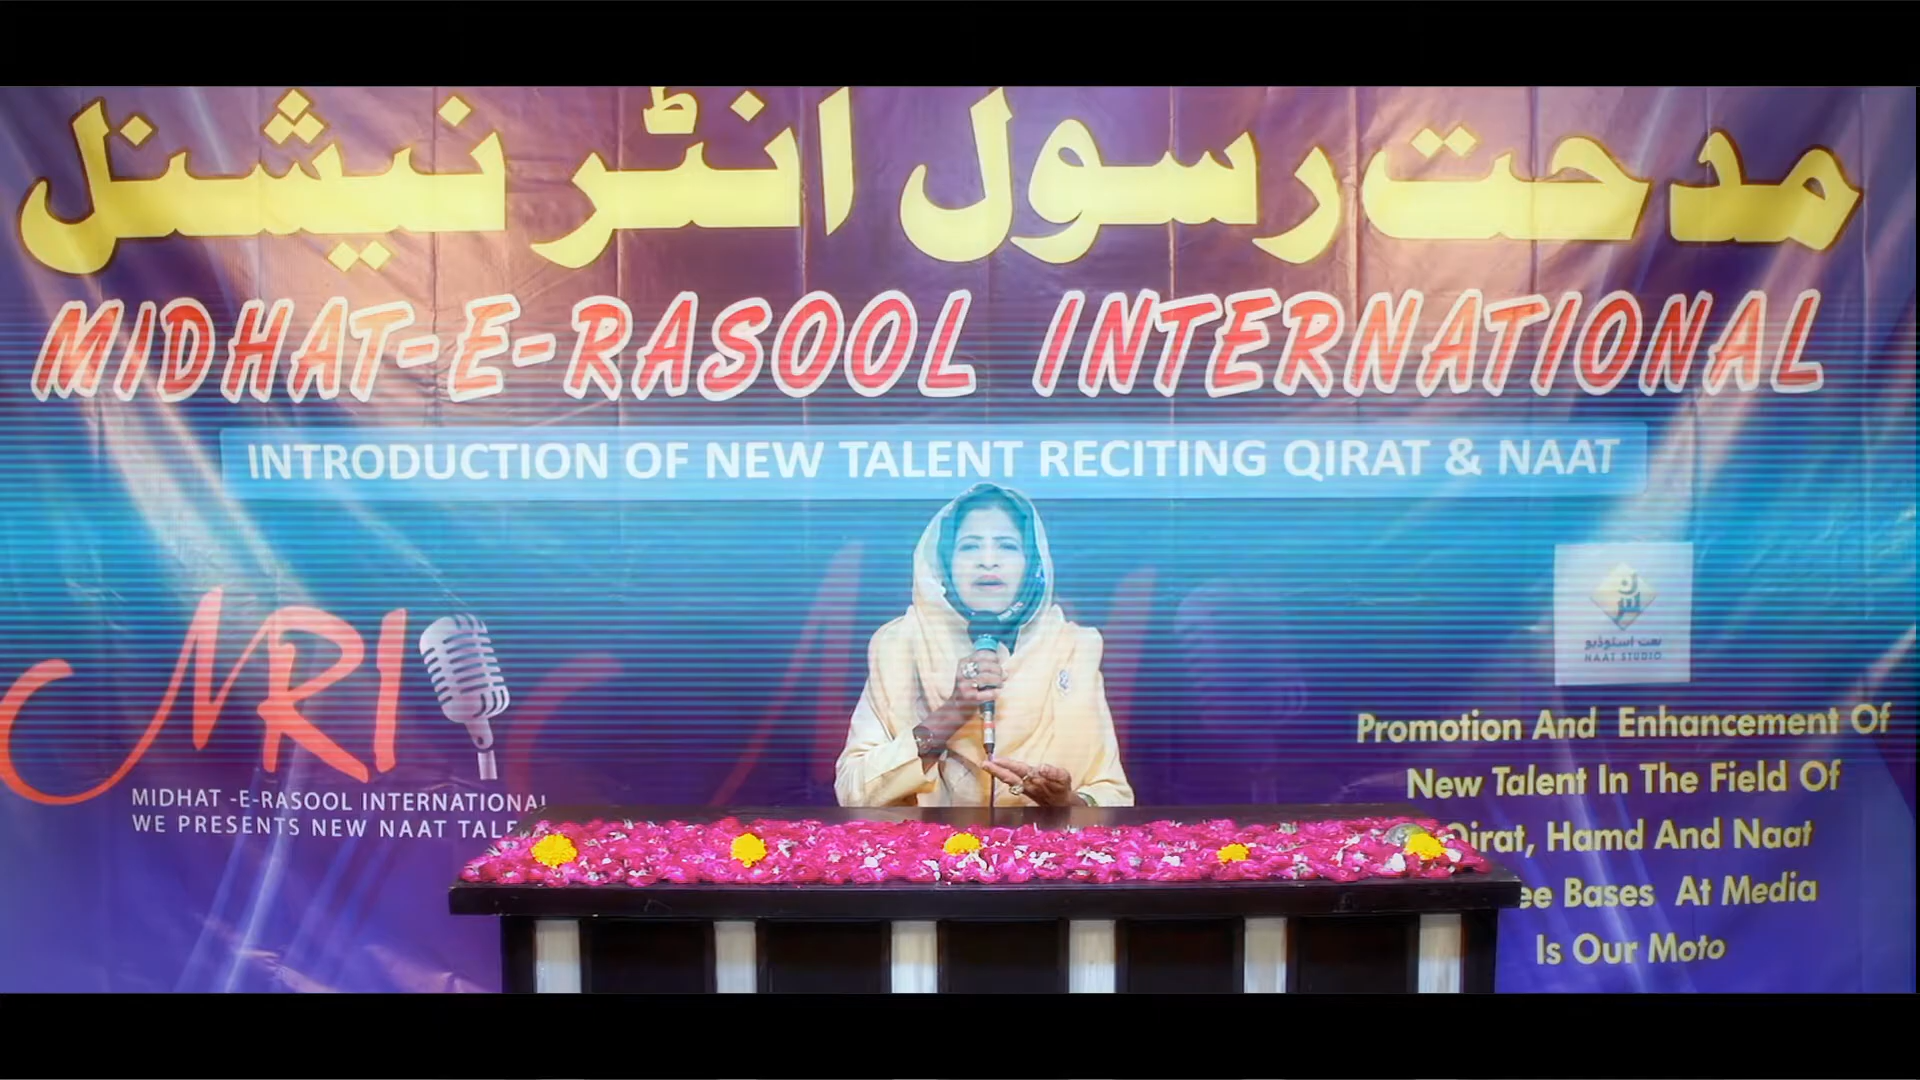 مدحت رسول انٹرنیشنل
MIDHAT-E-RASOOL INTERNATIONAL
INTRODUCTION OF NEW TALENT RECITING QIRAT & NAAT
MRI
MIDHAT -E-RASOOL INTERNATIONAL
WE PRESENTS NEW NAAT
نعت اسٹوڈیو
NAAT STUDIO
Promotion And Enhancement Of
New Talent In The Field Of
Qirat, Hamd And Naat
Bases At Media
Is Our Moto